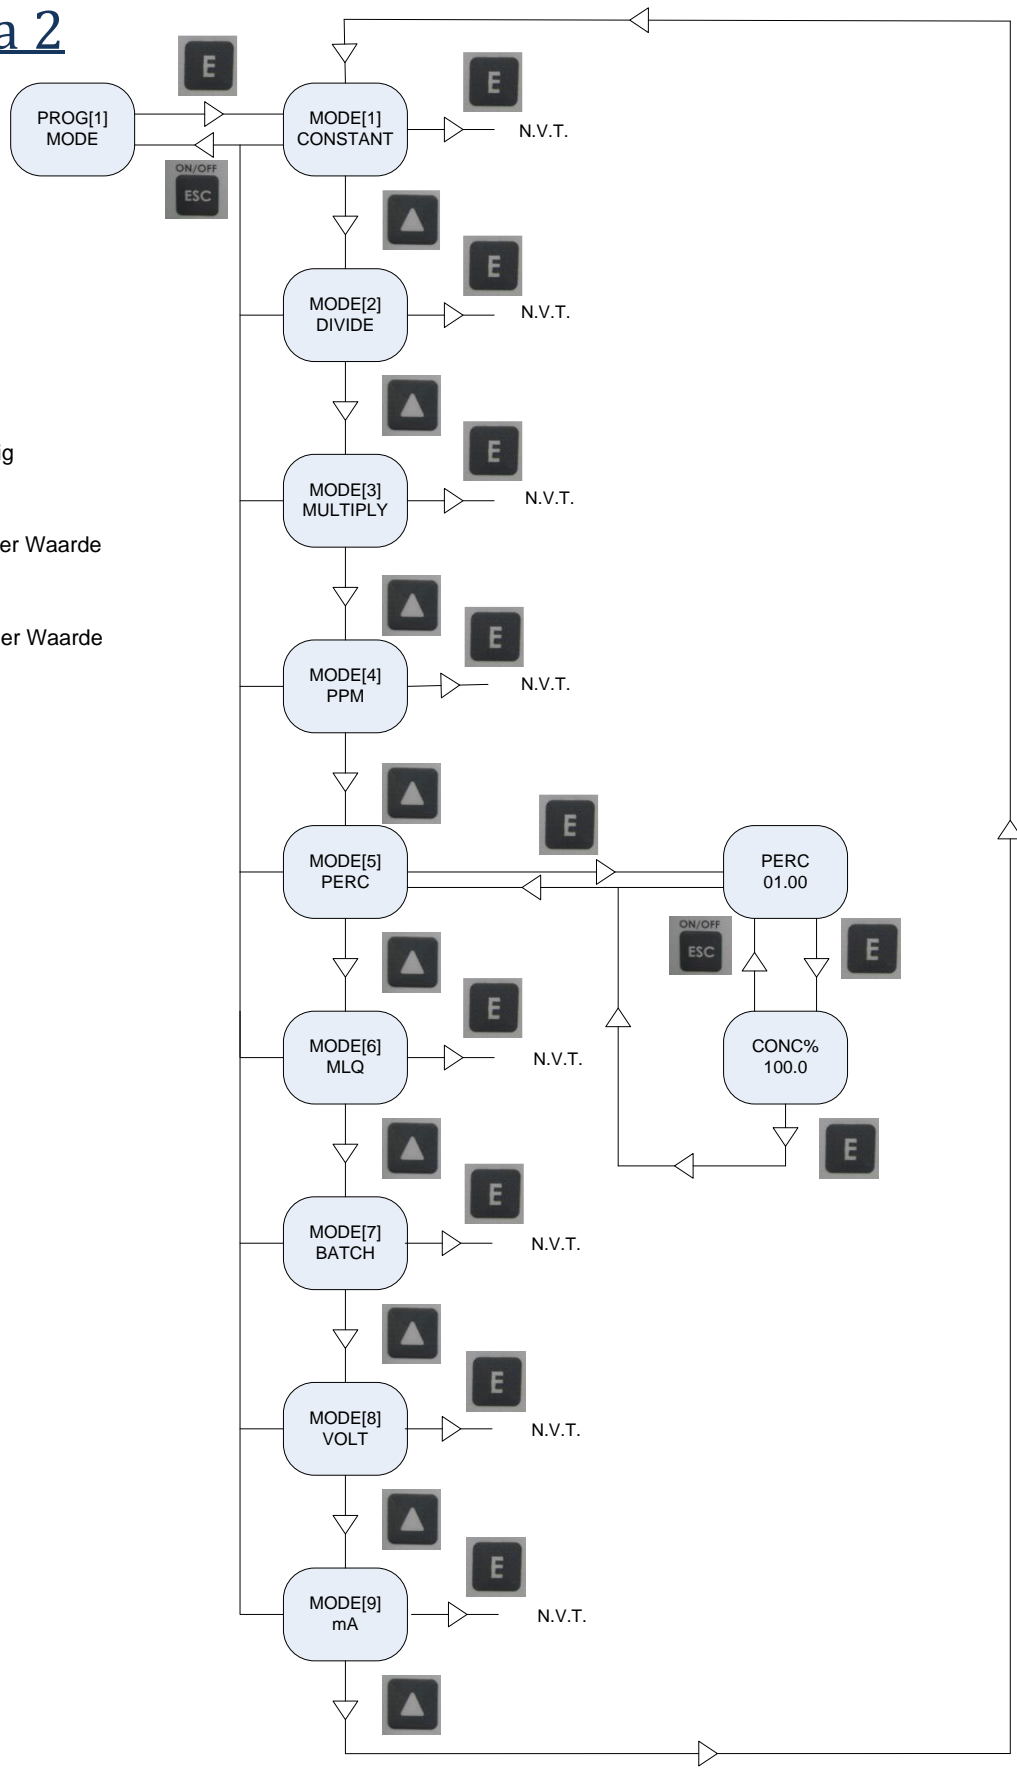 a 2
E
E
PROG[1]
MODE
MODE[1]
CONSTANT
N.V.T.
ON/OFF
ESC
E
MODE[2]
DIVIDE
N.V.T.
E
ig
MODE[3]
MULTIPLY
N.V.T.
er Waarde
E
er Waarde
MODE[4]
PPM
N.V.T.
E
MODE[5]
PERC
PERC
01.00
ON/OFF
ESC
E
E
MODE[6]
MLQ
N.V.T.
CONC%
100.0
E
E
MODE[7]
BATCH
N.V.T.
E
MODE[8]
VOLT
N.V.T.
E
MODE[9]
mA
N.V.T.